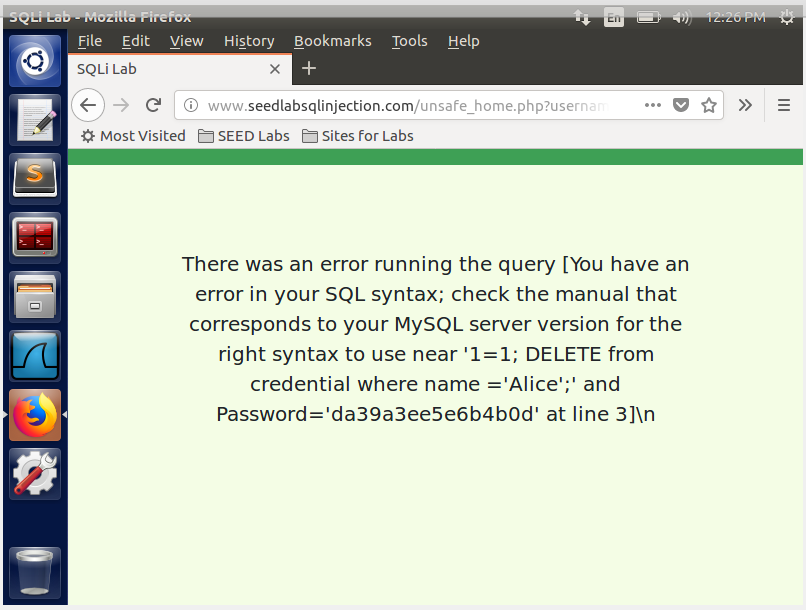 SQLi Lab - Mozilla Firefox
En
12:26 PM
File Edit View History Bookmarks Tools Help
SQLi Lab
www.seedlabsqlinjection.com/unsafe_home.php?usernam
Most Visited SEED Labs Sites for Labs
There was an error running the query [You have an
error in your SQL syntax; check the manual that
corresponds to your MySQL server version for the
right syntax to use near '1=1; DELETE from
credential where name ='Alice';' and
Password='da39a3ee5e6b4b0d' at line 3]\n